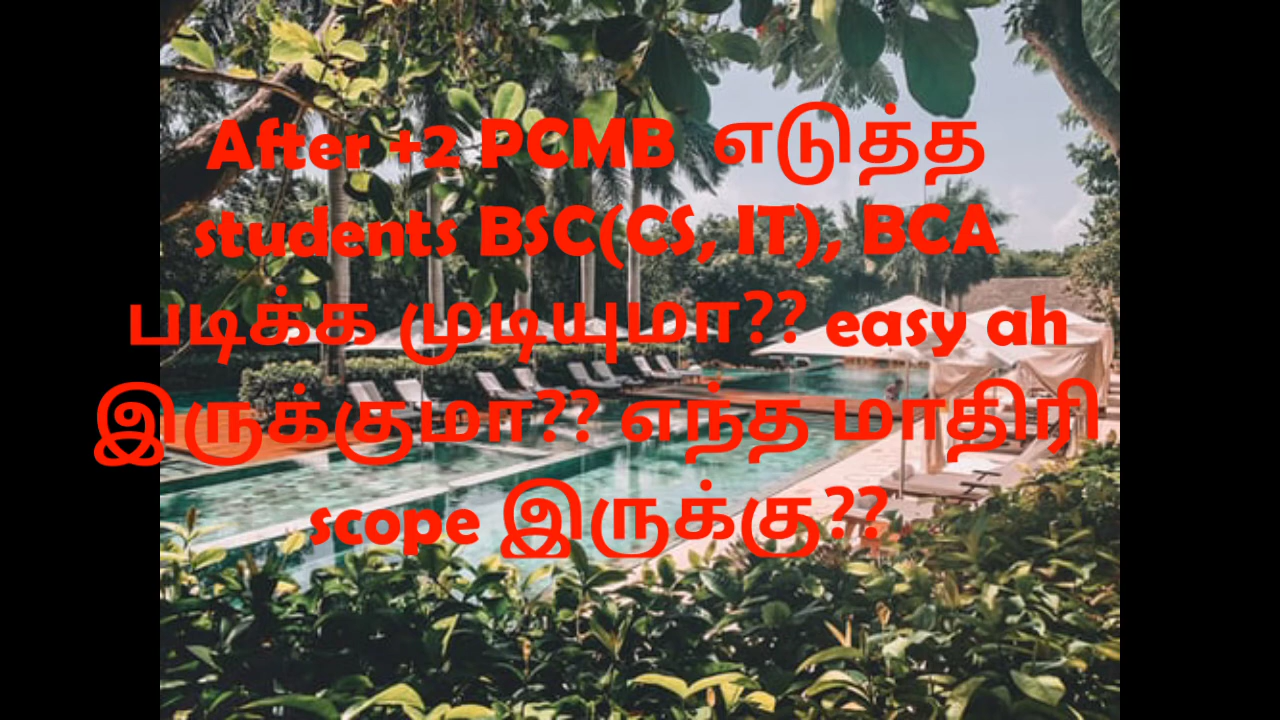 After +2 PCMB எடுத்த
students BSC(CS, IT), BCA
படிக்க முடியுமா?? easy ah
இருக்குமா?? எந்த மாதிரி
scope இருக்கு??